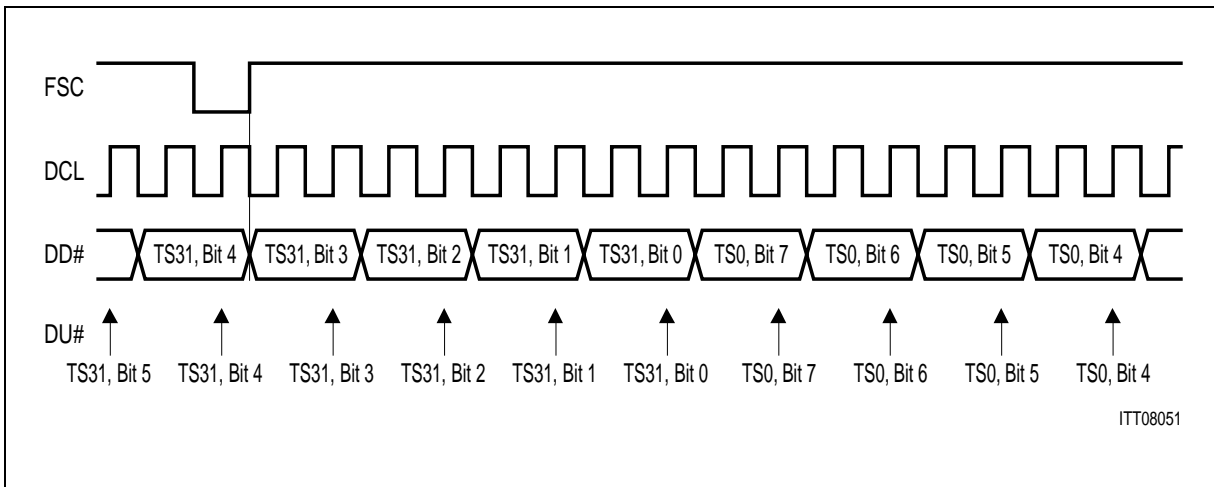 FSC
DCL
DD# TS31, Bit 4 TS31, Bit 3 TS31, Bit 2 TS31, Bit 1 TS31, Bit 0 TS0, Bit 7 TS0, Bit 6 TS0, Bit 5 TS0, Bit 4
DU#
TS31, Bit 5 TS31, Bit 4 TS31, Bit 3 TS31, Bit 2 TS31, Bit 1 TS31, Bit 0 TS0, Bit 7 TS0, Bit 6 TS0, Bit 5 TS0, Bit 4
ITT08051